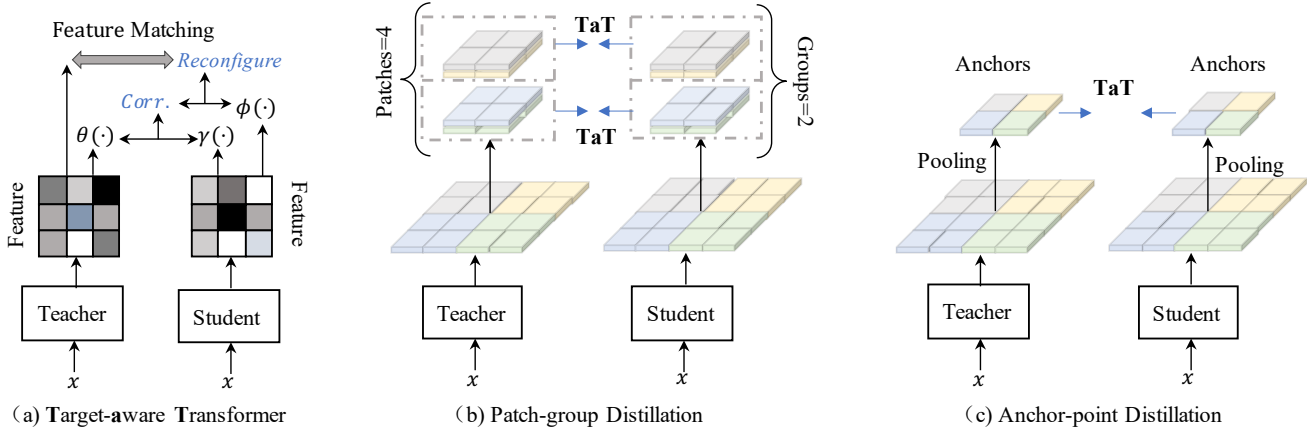 Feature Matching
Reconfigure
Corr.
ϕ(·)
θ(·)
γ(·)
Feature
Feature
Teacher
Student
x
x
(a) Target-aware Transformer
Patches=4
TaT
TaT
Groups=2
Teacher
Student
x
x
(b) Patch-group Distillation
Anchors
Anchors
TaT
Pooling
Pooling
Teacher
Student
x
x
(c) Anchor-point Distillation